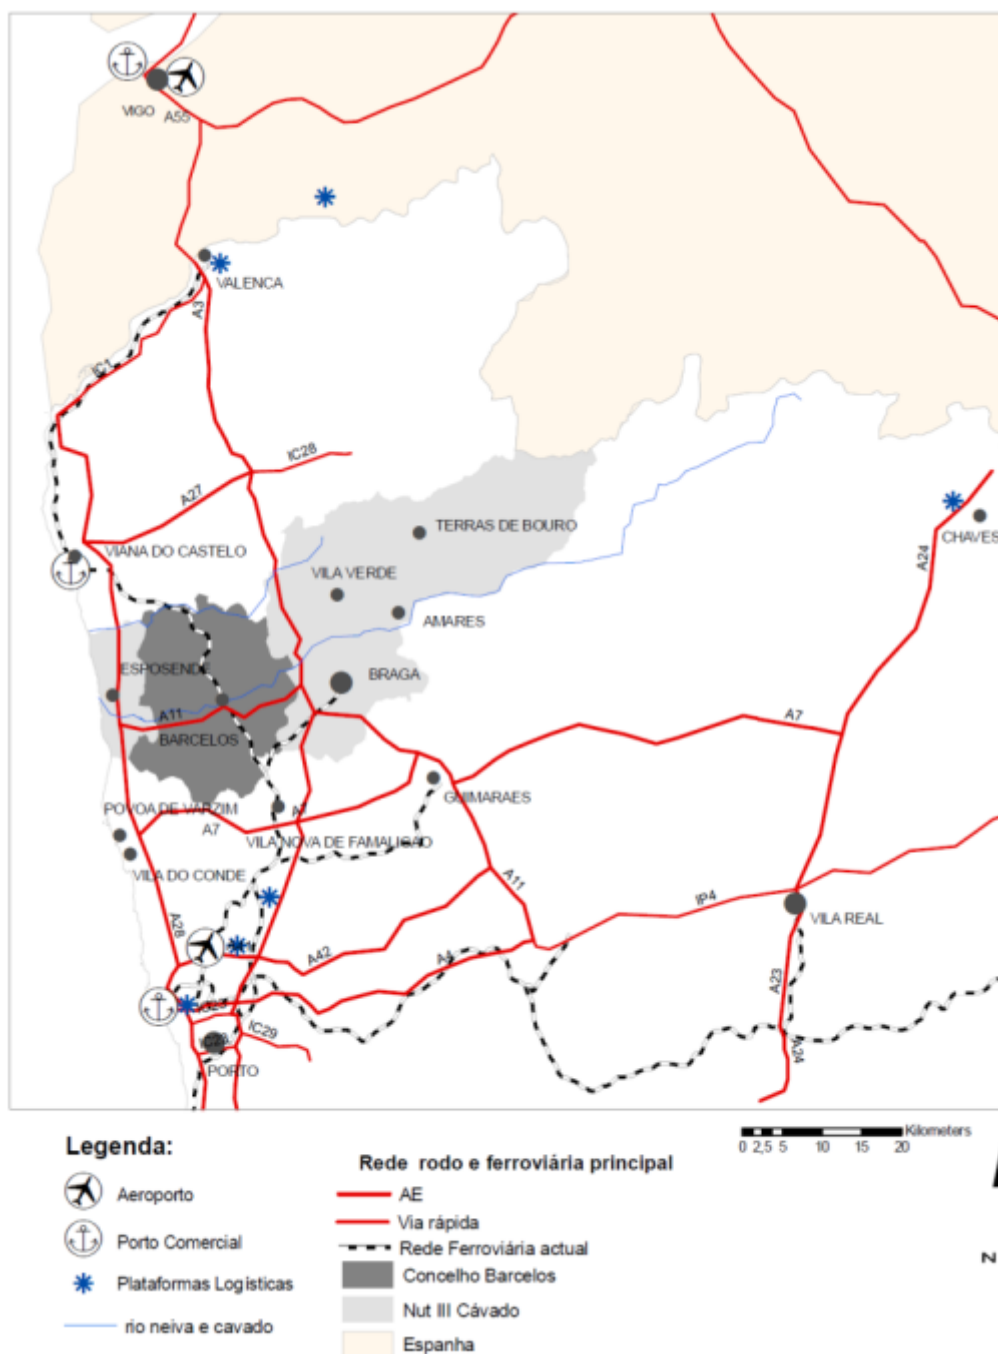 VIGO
A55
VALENCA
A3
IC1
IC28
A27
TERRAS DE BOURO
CHAVES
VIANA DO CASTELO
A24
VILA VERDE
AMARES
ESPOSENDE
BRAGA
A11
BARCELOS
A7
GUIMARAES
POVOA DE VARZIM
A7
A7
VILA NOVA DE FAMALICAO
VILA DO CONDE
A11
IP4
VILA REAL
A28
A42
A4
A23
IC29
IC23
A24
PORTO
Legenda:
Aeroporto
Porto Comercial
Plataformas Logísticas
rio neiva e cavado
Rede rodo e ferroviária principal
AE
Via rápida
Rede Ferroviária actual
Concelho Barcelos
Nut III Cávado
Espanha
Kilometers
0 2,5 5 10 15 20
N